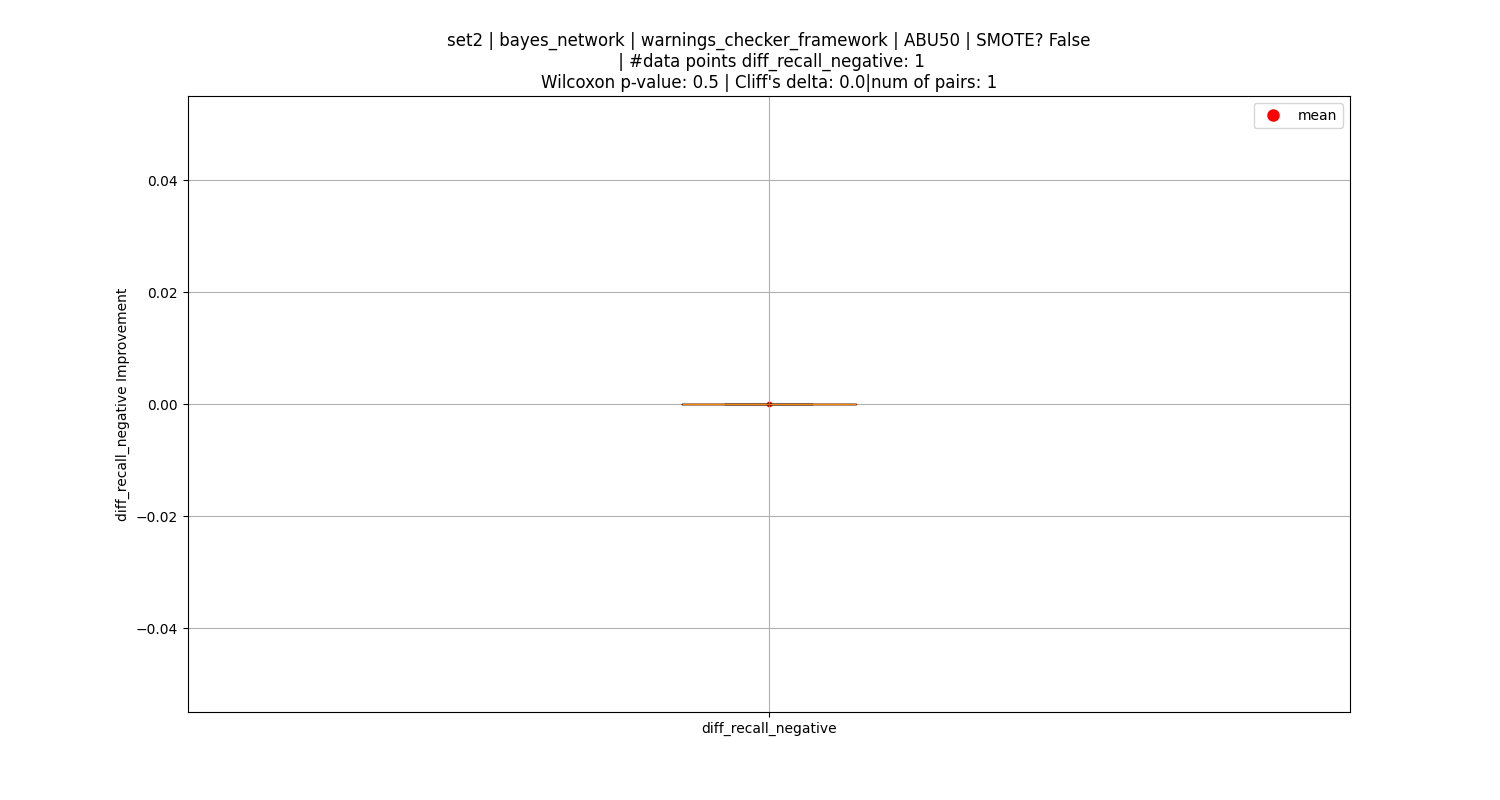 set2 | bayes_network | warnings_checker_framework | ABU50 | SMOTE? False
| #data points diff_recall_negative: 1
Wilcoxon p-value: 0.5 | Cliff's delta: 0.0|num of pairs: 1
mean
0.04
0.02
0.00
−0.02
−0.04
diff_recall_negative Improvement
diff_recall_negative